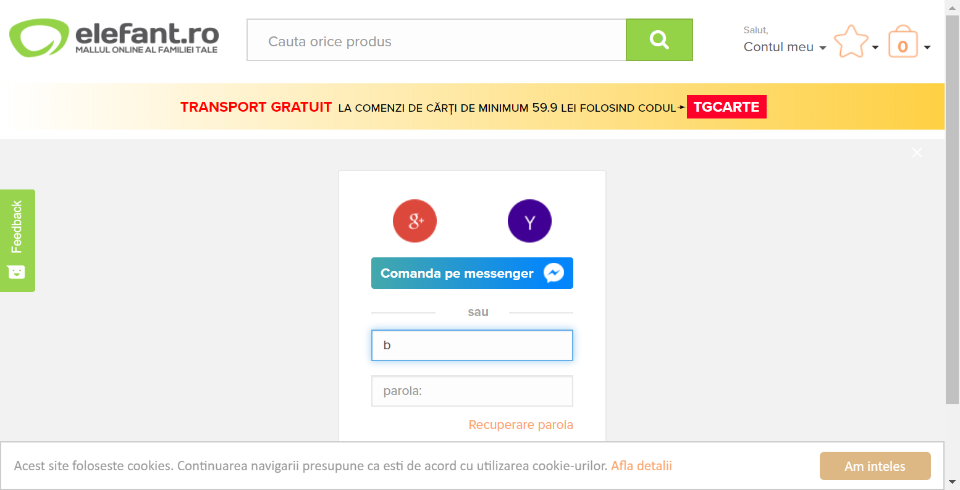 elefant.ro
MALLUL ONLINE AL FAMILIEI TALE
Cauta orice produs
Salut,
Contul meu
0
TRANSPORT GRATUIT LA COMENZI DE CĂRȚI DE MINIMUM 59.9 LEI FOLOSIND CODUL TGCARTE
Feedback
g+
Y
Comanda pe messenger
sau
b
parola:
Recuperare parola
Acest site foloseste cookies. Continuarea navigarii presupune ca esti de acord cu utilizarea cookie-urilor. Afla detalii
Am inteles